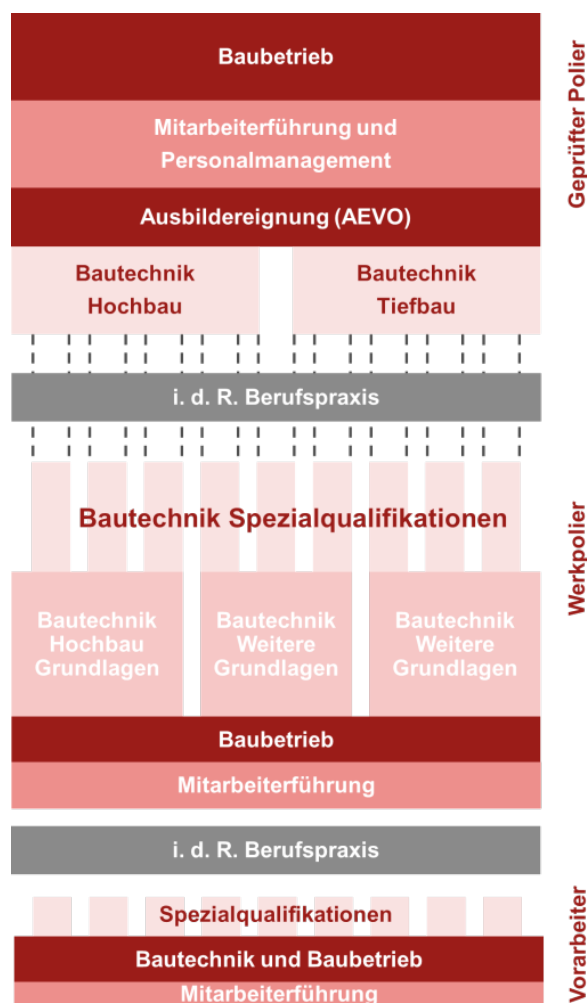 Baubetrieb
Mitarbeiterführung und
Personalmanagement
Ausbildereignung (AEVO)
Bautechnik
Hochbau
Bautechnik
Tiefbau
Geprüfter Polier
i. d. R. Berufspraxis
Bautechnik Spezialqualifikationen
Bautechnik
Hochbau
Grundlagen
Bautechnik
Weitere
Grundlagen
Bautechnik
Weitere
Grundlagen
Baubetrieb
Mitarbeiterführung
Werkpolier
i. d. R. Berufspraxis
Spezialqualifikationen
Bautechnik und Baubetrieb
Mitarbeiterführung
Vorarbeiter